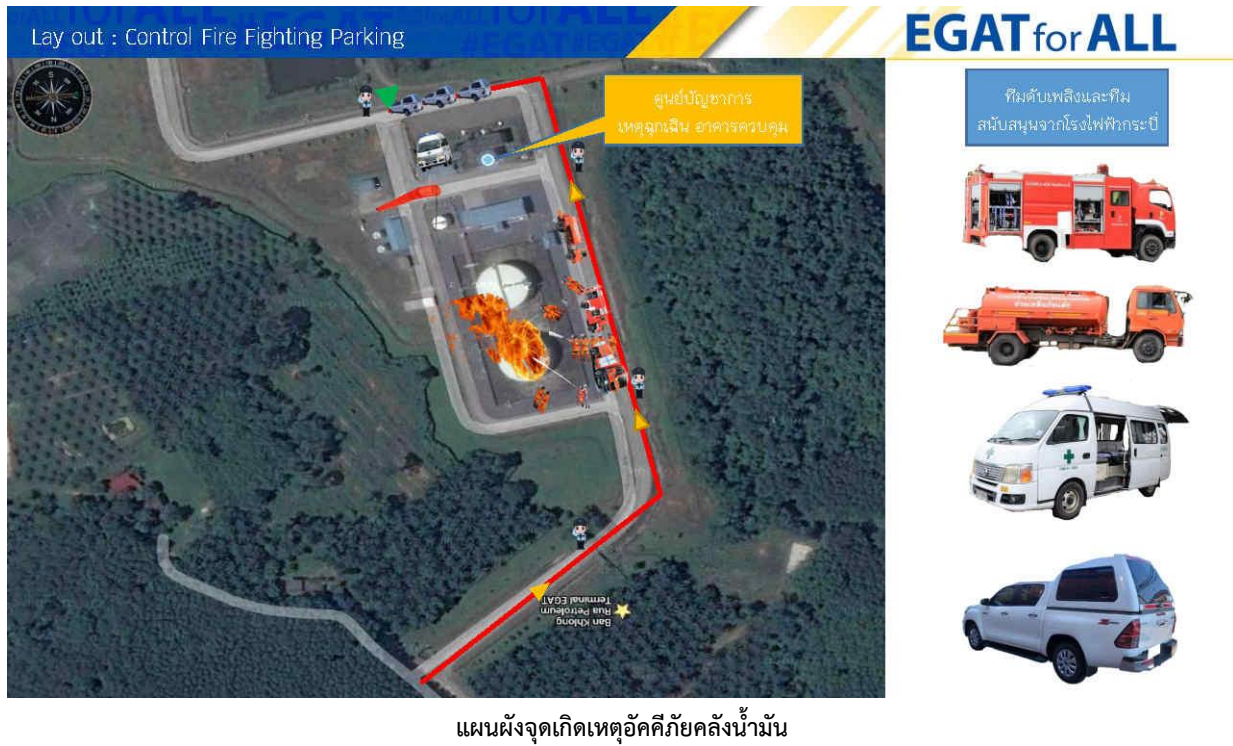 Lay out : Control Fire Fighting Parking
EGAT for ALL
ศูนย์บัญชาการ
เหตุฉุกเฉิน อาคารควบคุม
ทีมดับเพลิงและทีม
สนับสนุนจากโรงไฟฟ้ากระบี่
Ban Khlong
Rua Petroleum
Terminal EGAT
แผนผังจุดเกิดเหตุอัคคีภัยคลังน้ำมัน